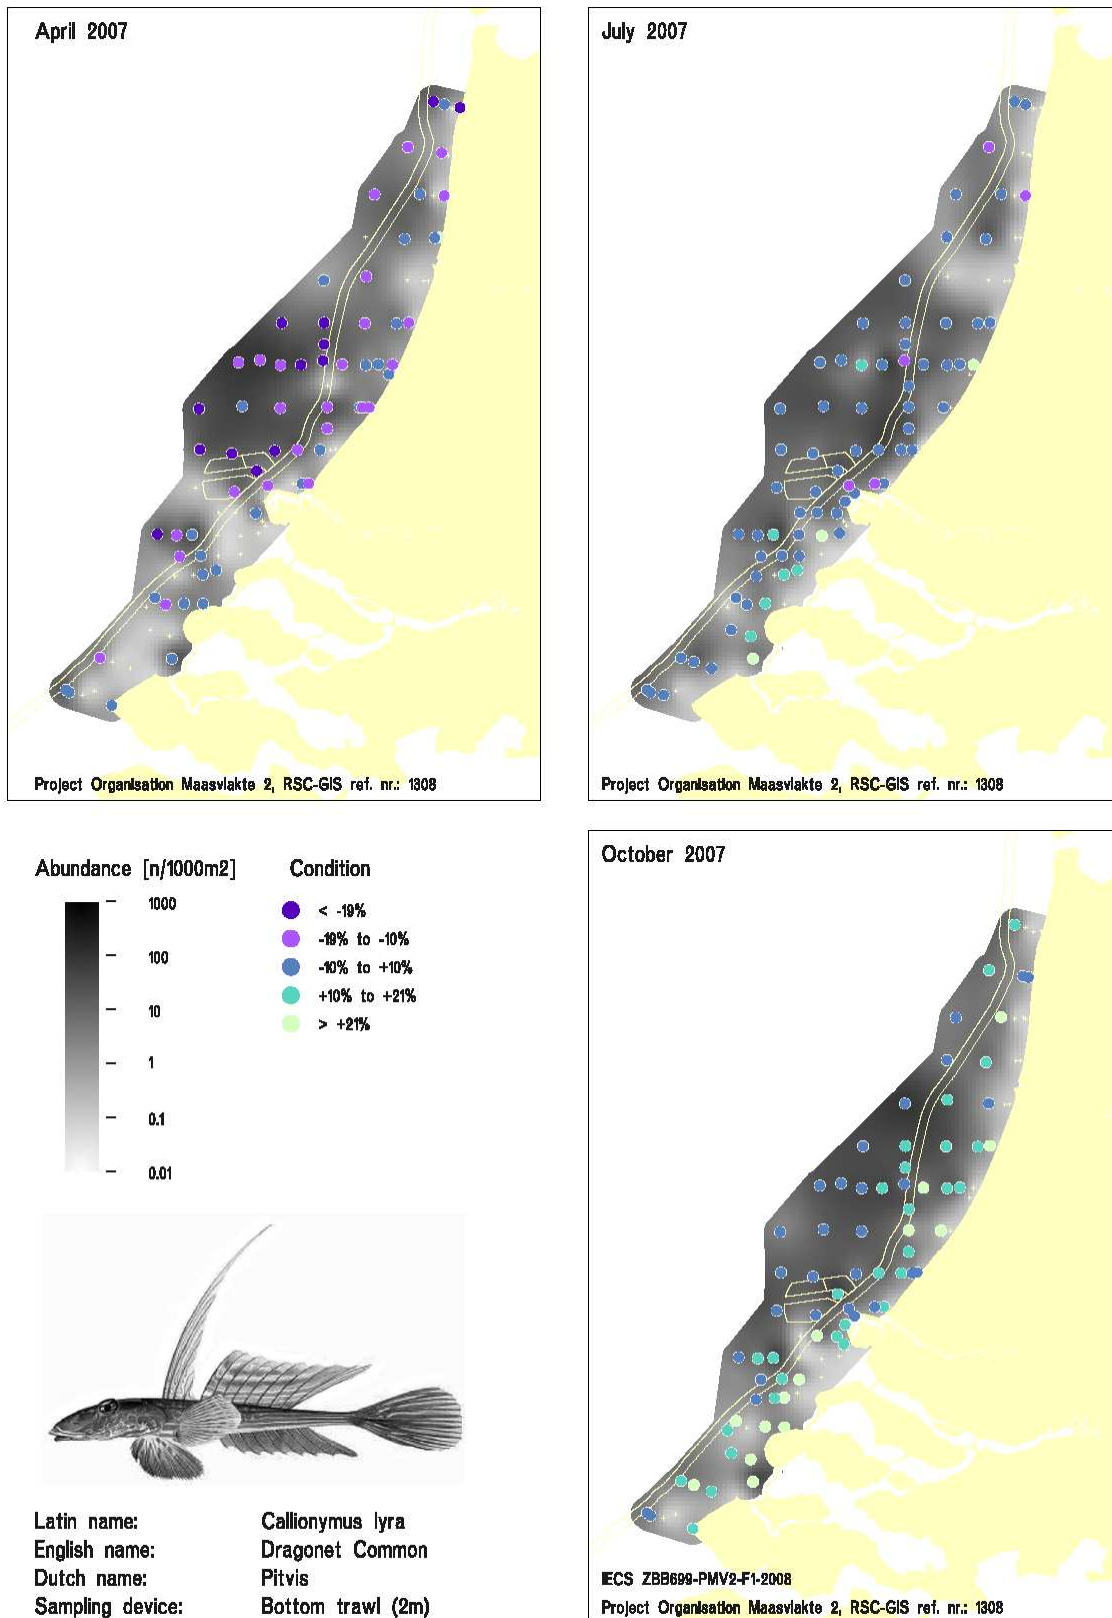 April 2007
Project Organisation Maasvlakte 2, RSC-GIS ref. nr.: 1308
July 2007
Project Organisation Maasvlakte 2, RSC-GIS ref. nr.: 1308
Abundance [n/1000m2]
1000
100
10
1
0.1
0.01
Condition
< -19%
-19% to -10%
-10% to +10%
+10% to +21%
> +21%
October 2007
IECS ZBB699-PMV2-F1-2008
Project Organisation Maasvlakte 2, RSC-GIS ref. nr.: 1308
Latin name: Callionymus lyra
English name: Dragonet Common
Dutch name: Pitvis
Sampling device: Bottom trawl (2m)